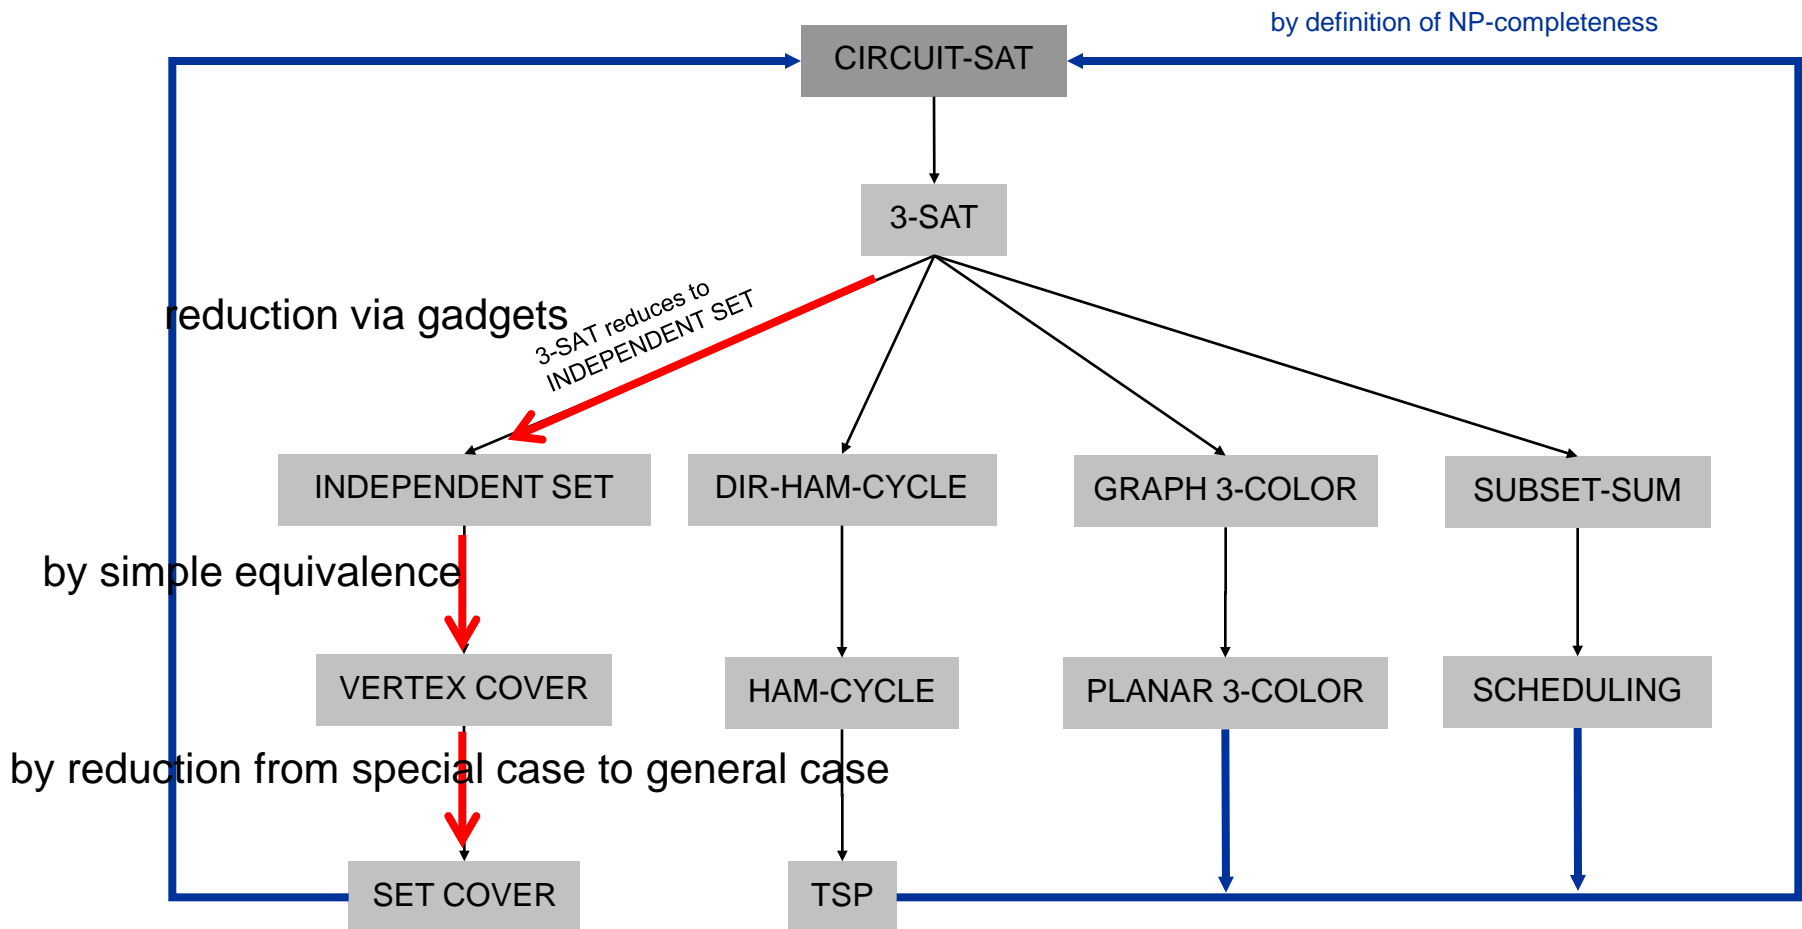 by definition of NP-completeness
CIRCUIT-SAT
3-SAT
reduction via gadgets
3-SAT reduces to
INDEPENDENT SET
INDEPENDENT SET
DIR-HAM-CYCLE
GRAPH 3-COLOR
SUBSET-SUM
by simple equivalence
VERTEX COVER
HAM-CYCLE
PLANAR 3-COLOR
SCHEDULING
by reduction from special case to general case
SET COVER
TSP